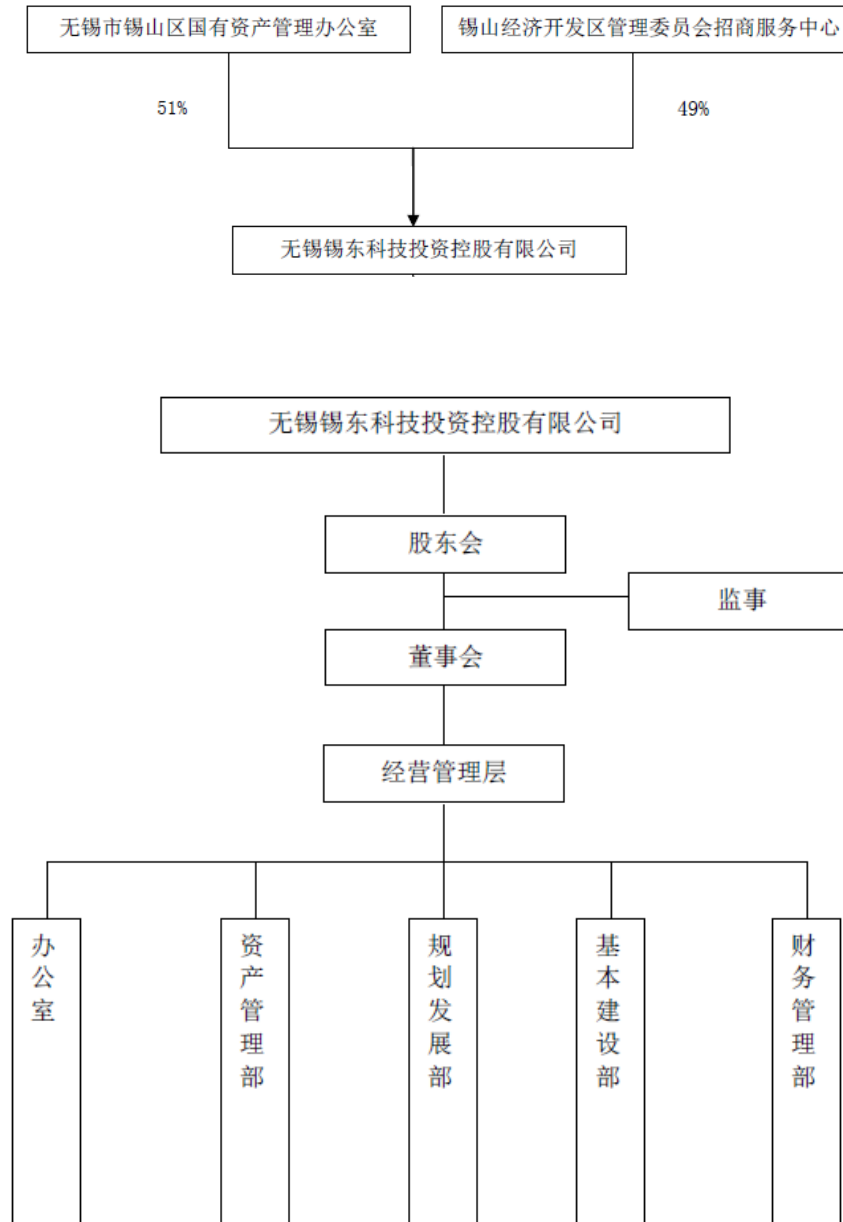 无锡市锡山区国有资产管理办公室
锡山经济开发区管理委员会招商服务中心
51%
49%
无锡锡东科技投资控股有限公司
无锡锡东科技投资控股有限公司
股东会
监事
董事会
经营管理层
办公室
资产管理部
规划发展部
基本建设部
财务管理部